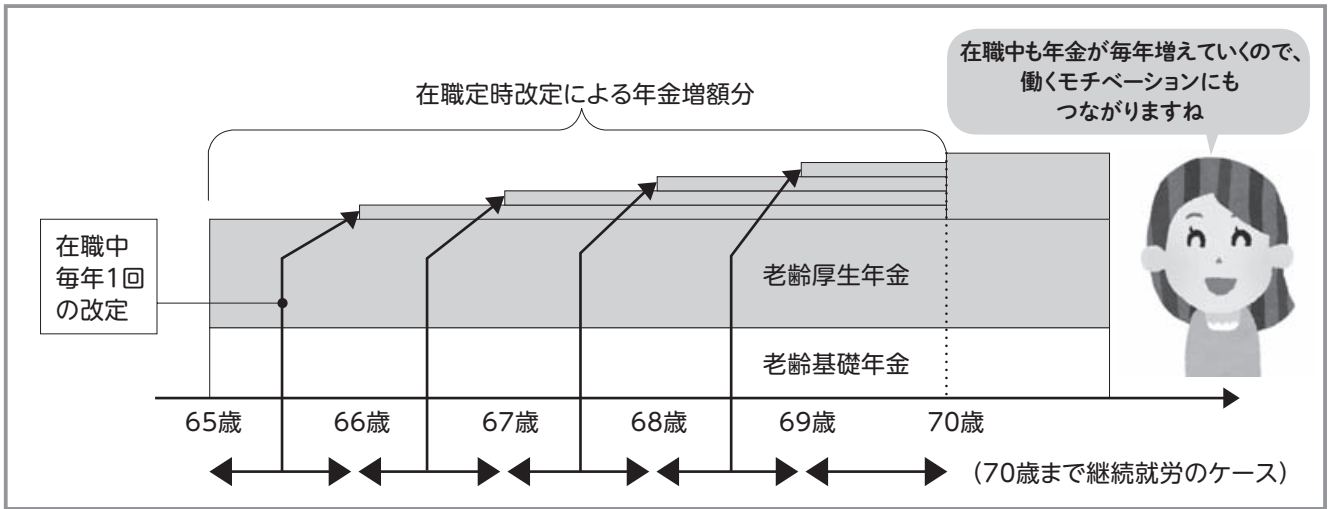 在職中も年金が毎年増えていくので、
働くモチベーションにも
つながりますね
在職定時改定による年金増額分
在職中
毎年1回
の改定
老齢厚生年金
老齢基礎年金
65歳 66歳 67歳 68歳 69歳 70歳
（70歳まで継続就労のケース）